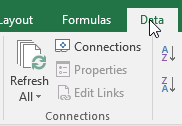 Layout Formulas Data
Connections
Refresh All
Properties
Edit Links
A Z
Z A
Connections